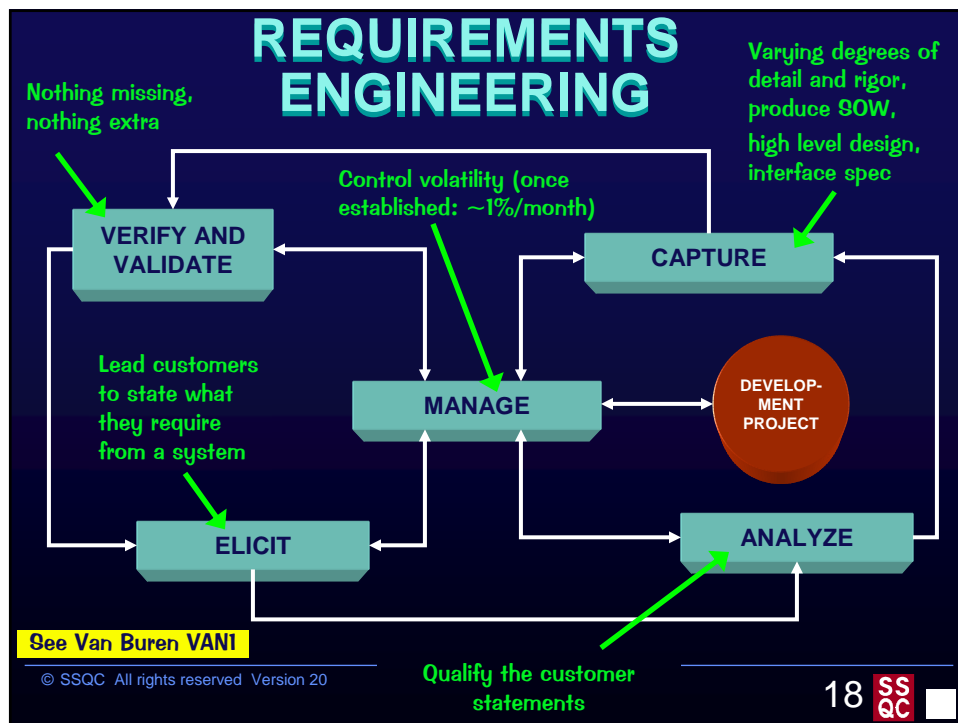 REQUIREMENTS
ENGINEERING
Nothing missing,
nothing extra
Varying degrees of
detail and rigor,
produce SOW,
high level design,
interface spec
Control volatility (once
established: ~1%/month)
VERIFY AND
VALIDATE
CAPTURE
Lead customers
to state what
they require
from a system
MANAGE
DEVELOP-
MENT
PROJECT
ELICIT
ANALYZE
See Van Buren VAN1
Qualify the customer
statements
© SSQC All rights reserved Version 20
18
SS
QC